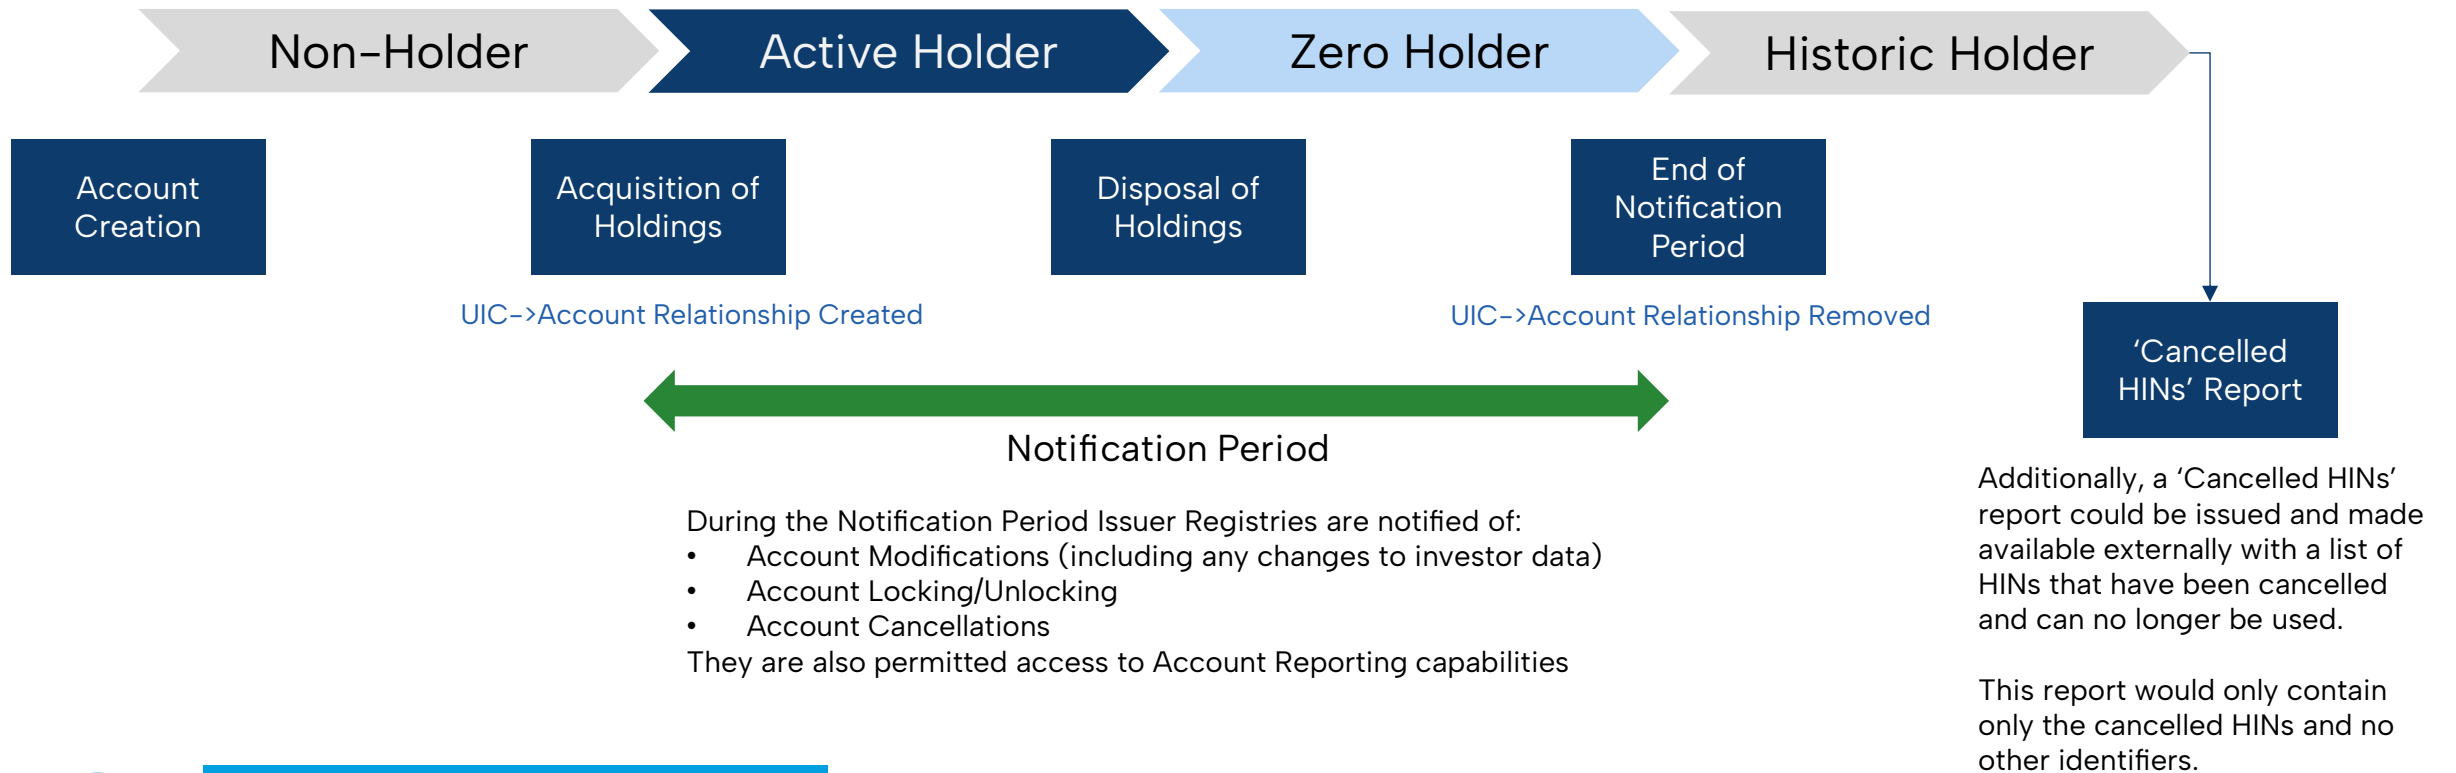 Non-Holder
Active Holder
Zero Holder
Historic Holder
Account
Creation
Acquisition of
Holdings
Disposal of
Holdings
End of
Notification
Period
UIC->Account Relationship Created
UIC->Account Relationship Removed
'Cancelled
HINs' Report
Notification Period
During the Notification Period Issuer Registries are notified of:
• Account Modifications (including any changes to investor data)
• Account Locking/Unlocking
• Account Cancellations
They are also permitted access to Account Reporting capabilities
Additionally, a 'Cancelled HINs'
report could be issued and made
available externally with a list of
HINs that have been cancelled
and can no longer be used.
This report would only contain
only the cancelled HINs and no
other identifiers.